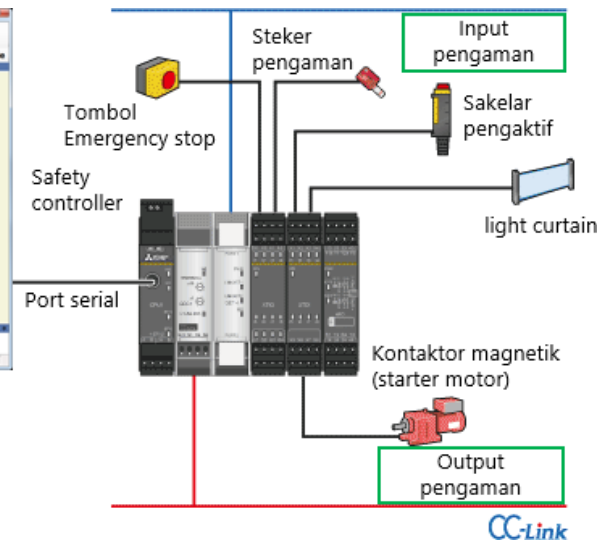 Steker
pengaman
Input
pengaman
Tombol
Emergency stop
Sakelar
pengaktif
Safety
controller
light curtain
Port serial
Kontaktor magnetik
(starter motor)
Output
pengaman
CC-Link